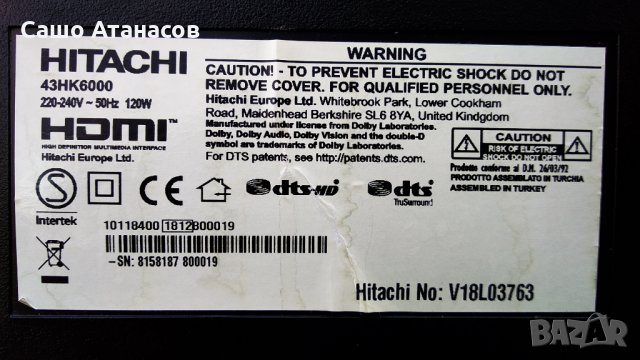 Сашо Атанасов
HITACHI
43HK6000
220-240V ~ 50Hz 120W
HDMI
HIGH DEFINITION MULTIMEDIA INTERFACE
Hitachi Europe Ltd.
WARNING
CAUTION! - TO PREVENT ELECTRIC SHOCK DO NOT
REMOVE COVER. FOR QUALIFIED PERSONNEL ONLY.
Hitachi Europe Ltd. Whitebrook Park, Lower Cookham
Road, Maidenhead Berkshire SL6 8YA, United Kingdom
Manufactured under license from Dolby Laboratories.
Dolby, Dolby Audio, Dolby Vision and the double-D
symbol are trademarks of Dolby Laboratories.
For DTS patents, see http://patents.dts.com.
CAUTION
RISK OF ELECTRIC
SHOCK DO NOT OPEN
Prodotto conforme al D.M. 26/03/92
PRODOTTO ASSEMBLATO IN TURCHIA
ASSEMBLED IN TURKEY
S
Intertek
CE
dts-HD
dts
TruSurround
10118400 1812 800019
-SN: 8158187 800019
Hitachi No: V18L03763
BAZAR